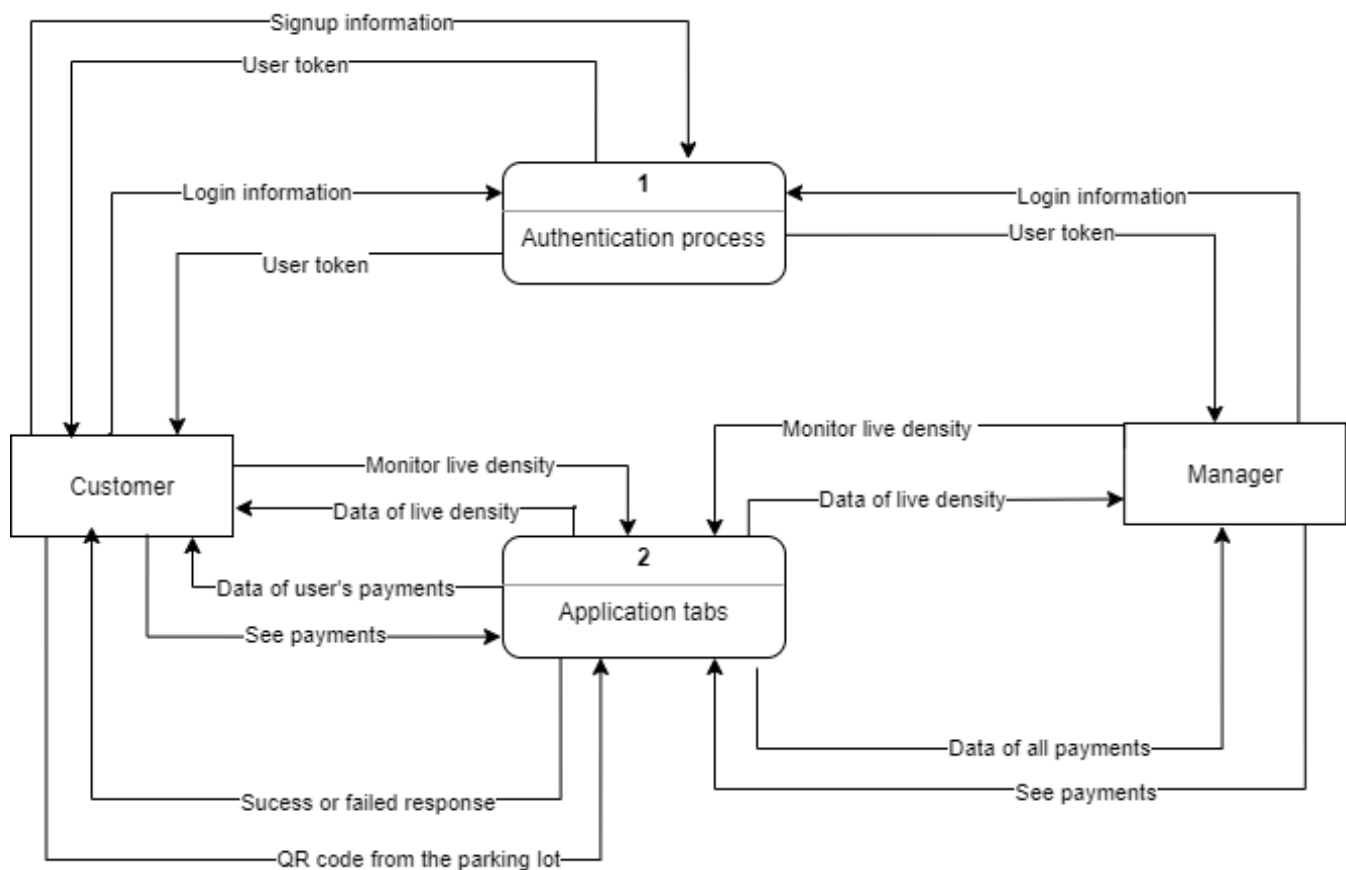 Signup information
User token
1
Login information
Login information
Authentication process
User token
User token
Monitor live density
Monitor live density
Customer
Manager
Data of live density
Data of live density
2
Data of user's payments
Application tabs
See payments
Data of all payments
See payments
Sucess or failed response
QR code from the parking lot